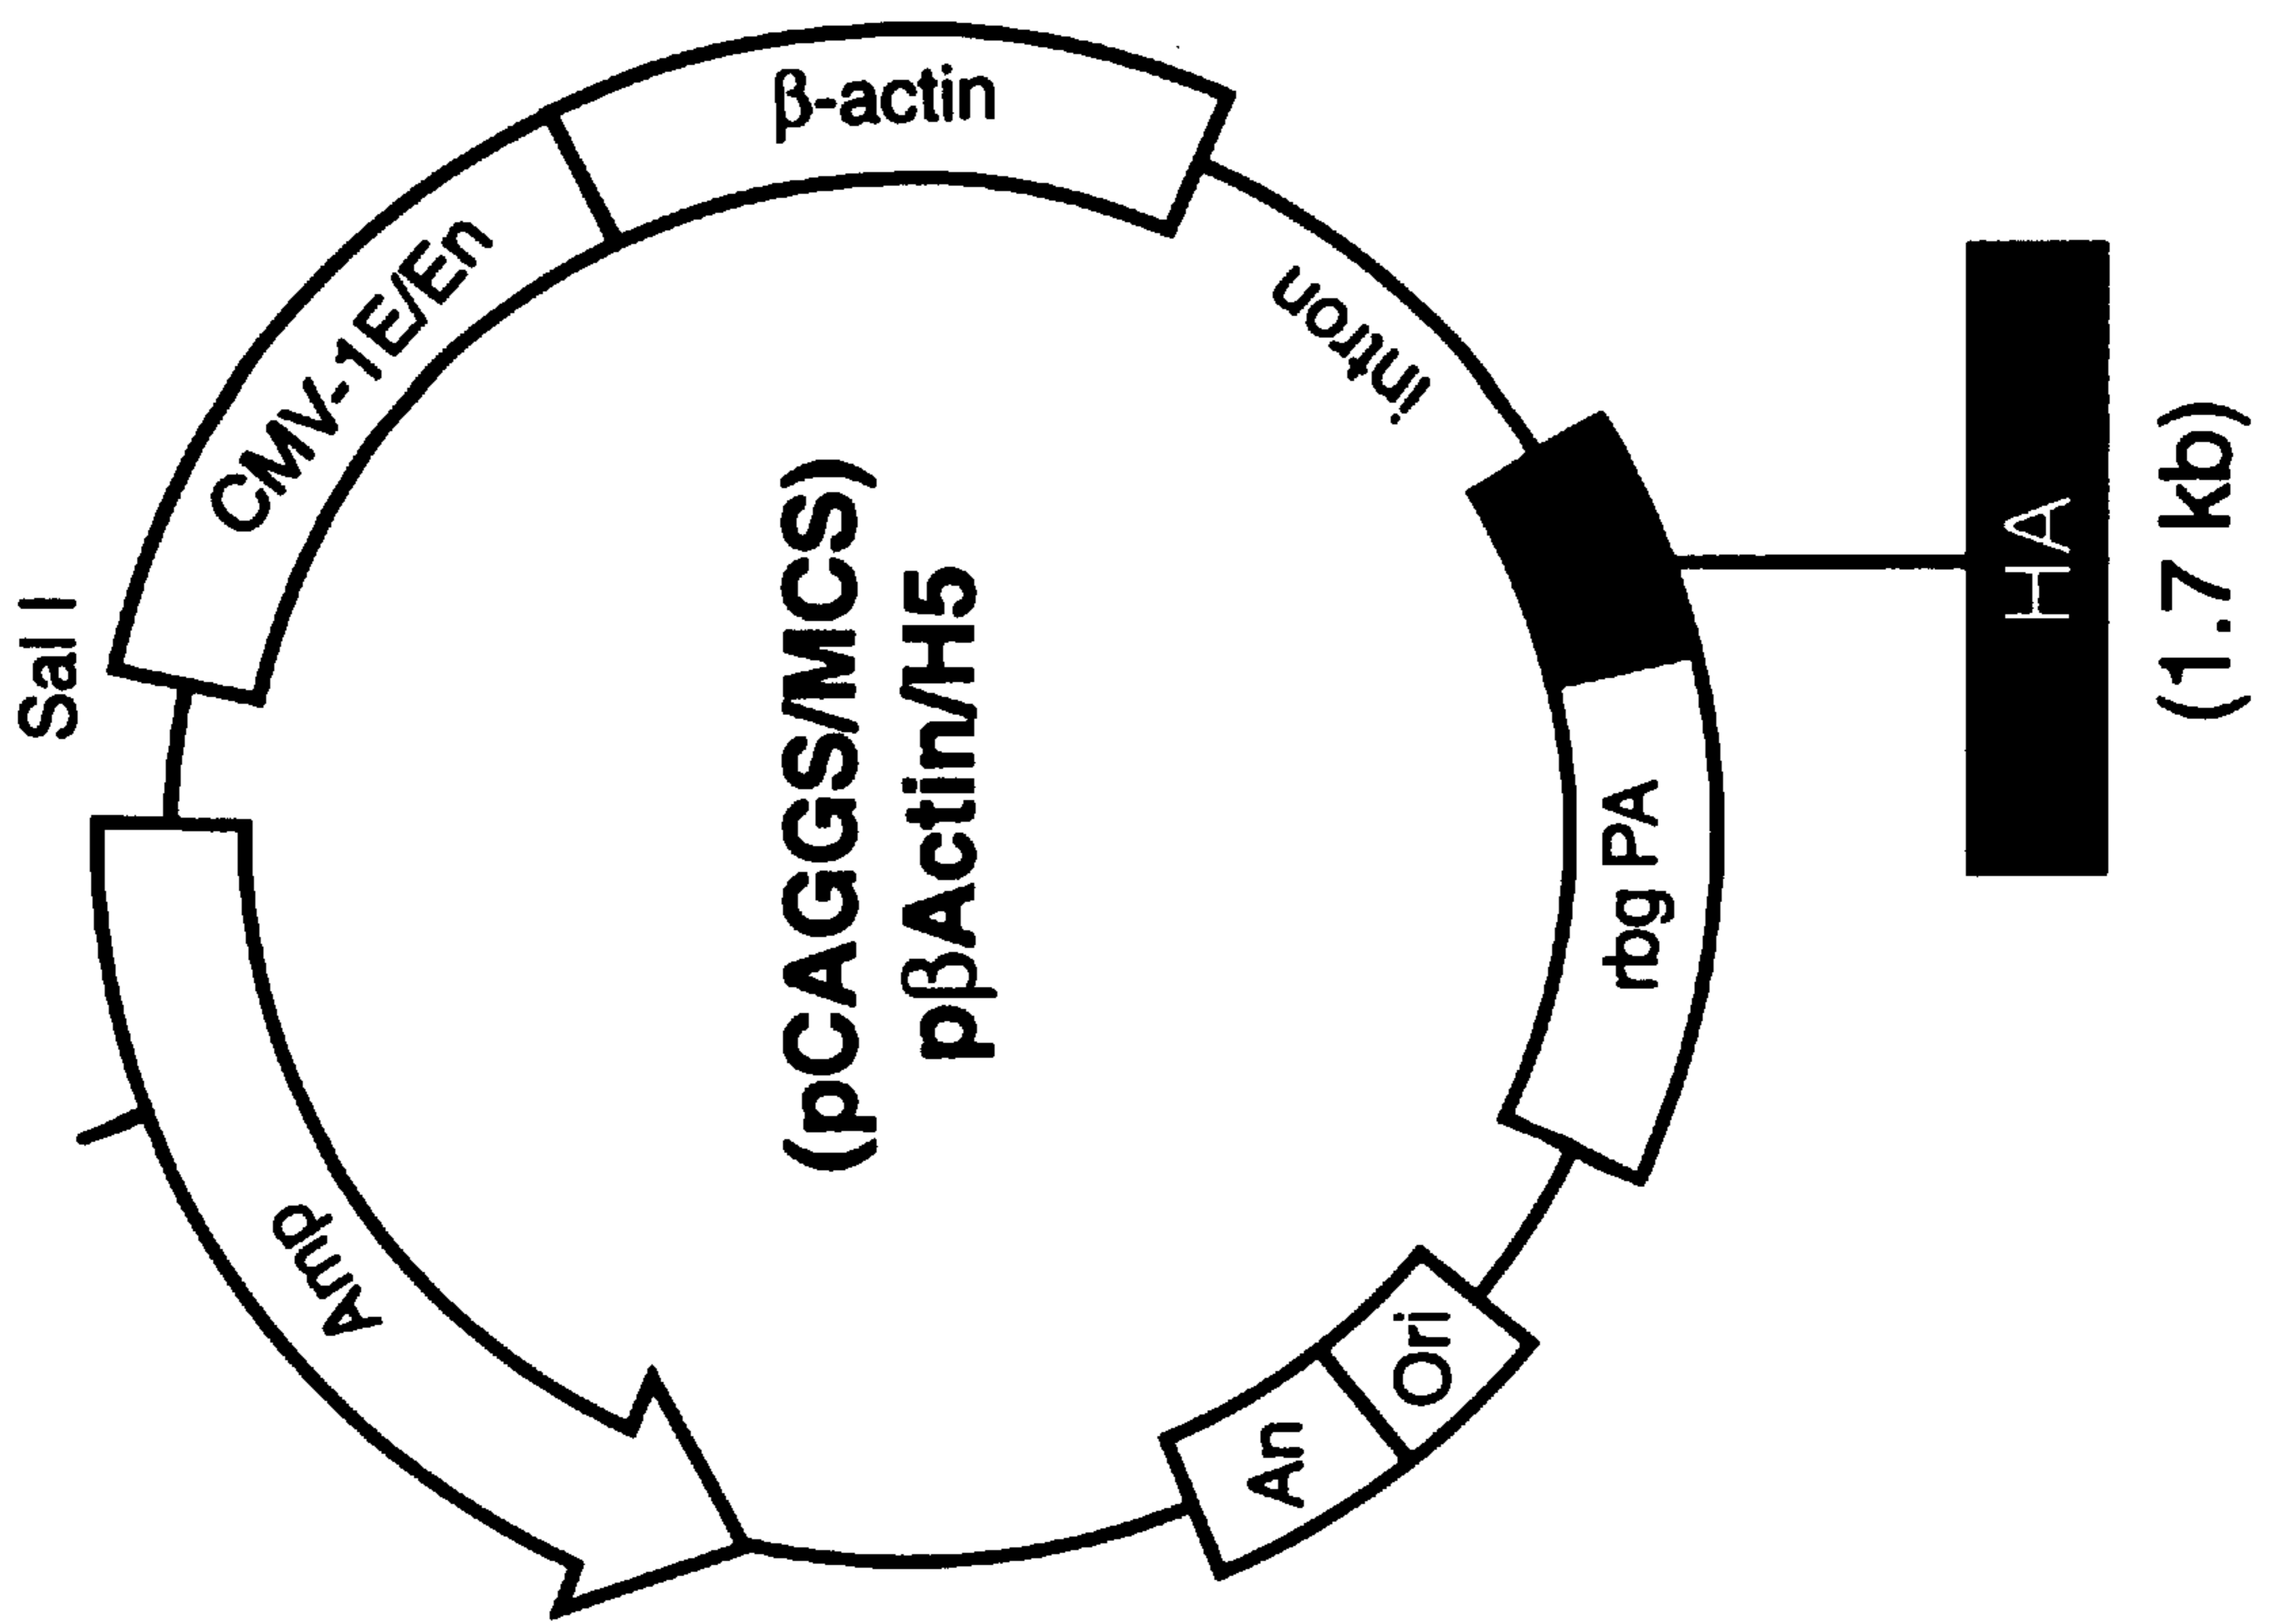 Sal I
CMV-1E/En
β-actin
intron
(pCAGGS/MCS)
pβActin/H5
HA
(1.7 kb)
rbg PA
Ori
An
Amp